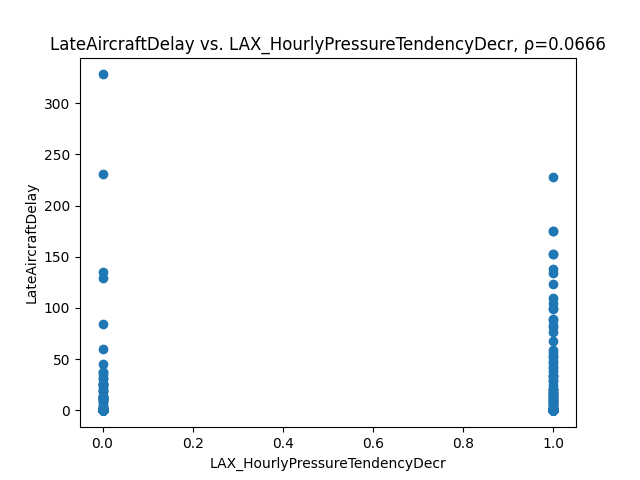 LateAircraftDelay vs. LAX_HourlyPressureTendencyDecr, ρ=0.0666
300
250
200
150
100
50
0
LateAircraftDelay
0.0 0.2 0.4 0.6 0.8 1.0
LAX_HourlyPressureTendencyDecr